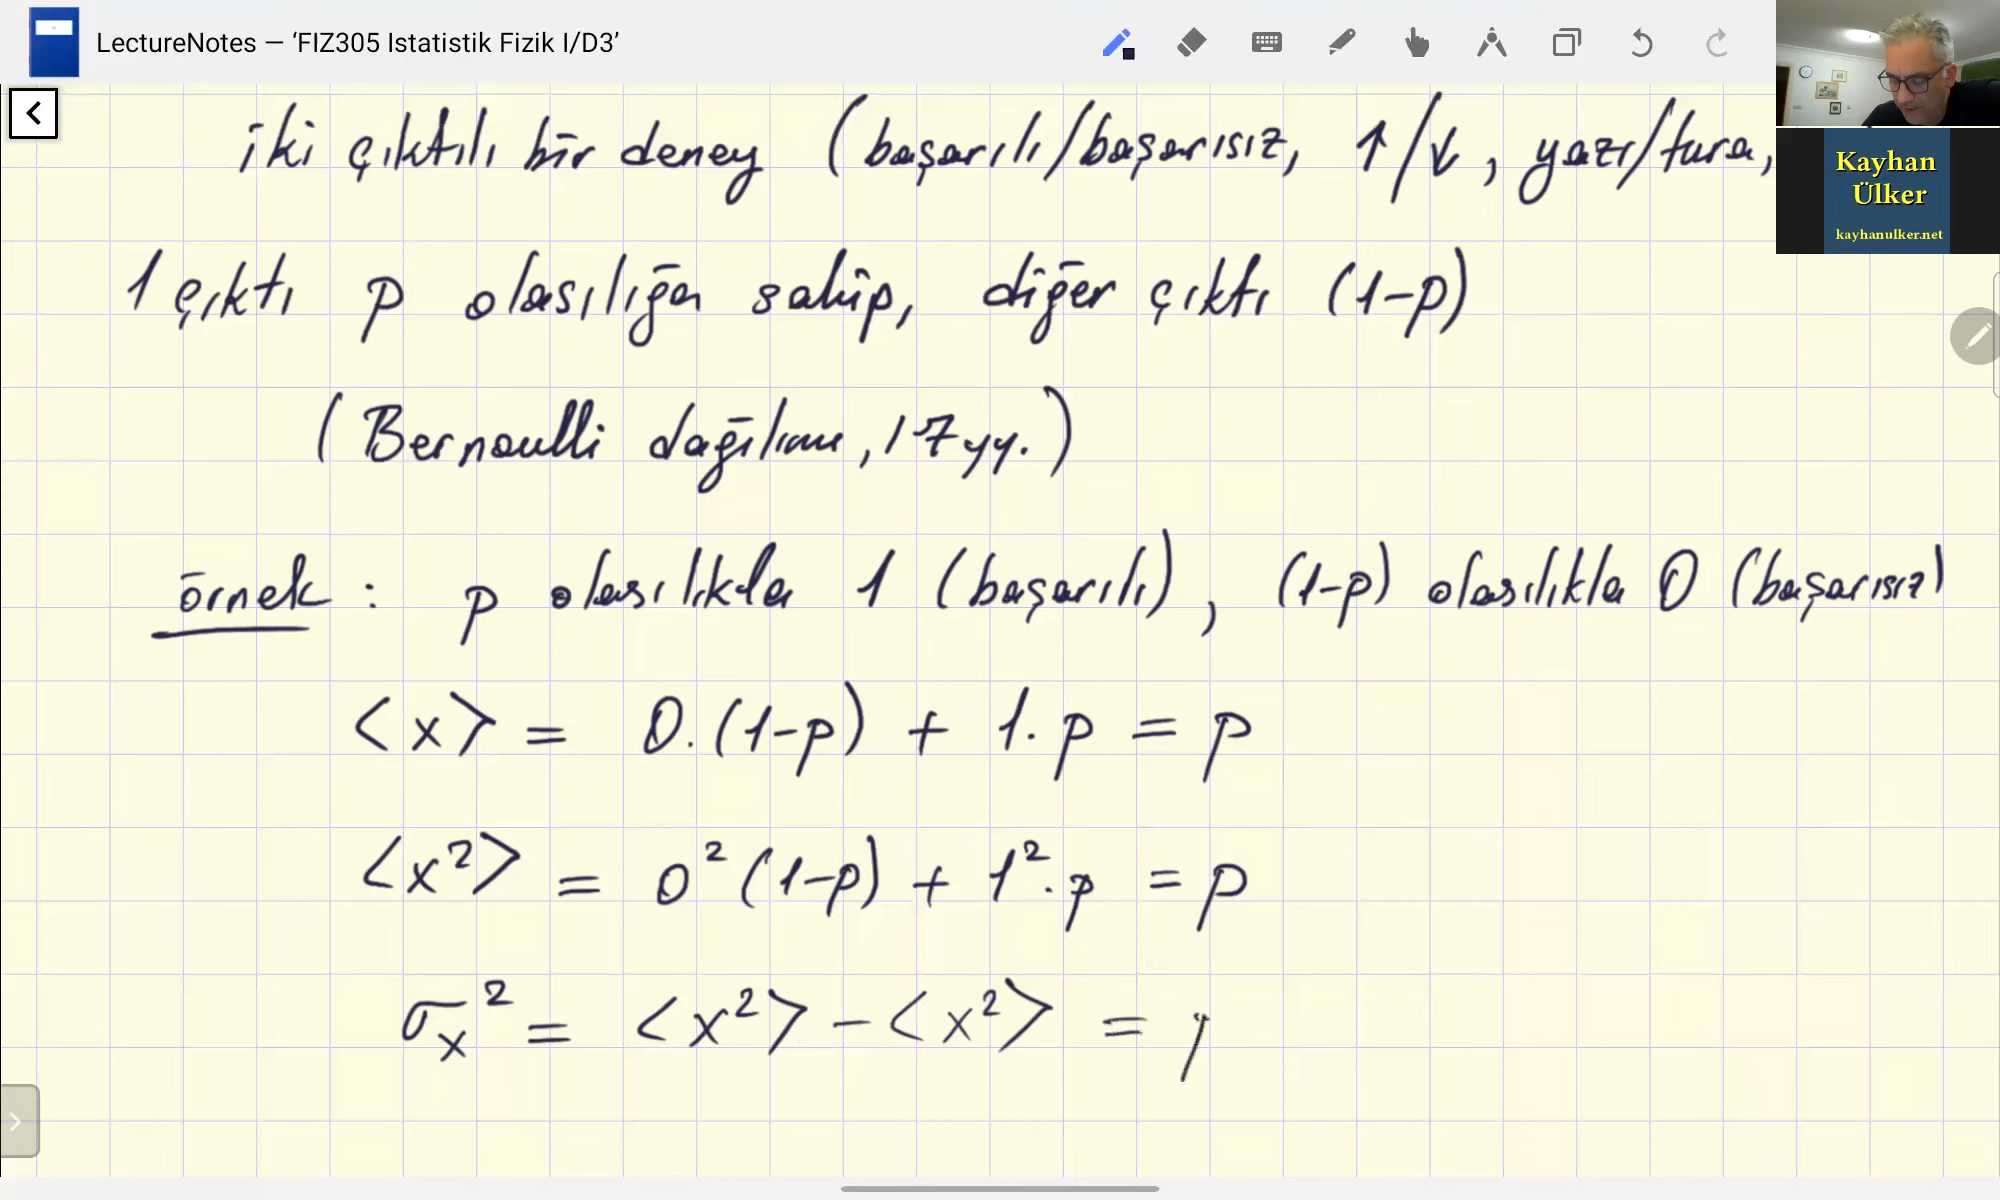 LectureNotes — ‘FIZ305 Istatistik Fizik I/D3’
Kayhan
Ülker
kayhanulker.net
iki çıktılı bir deney (başarılı/başarısız, ↑/↓, yazı/tura,
1 çıktı p olasılığa sahip, diğer çıktı (1-p)
(Bernoulli dağılımı, 17yy.)
örnek : p olasılıkla 1 (başarılı), (1-p) olasılıkla 0 (başarısız)
<x> = 0.(1-p) + 1.p = p
<x²> = 0²(1-p) + 1².p = p
σx² = <x²> - <x²> =